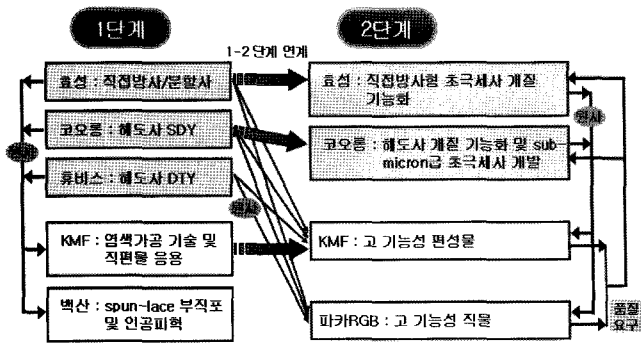 1단계
2단계
1-2 단계 연계
효성 : 직접방사/분할사
코오롱 : 해도사 SDY
휴비스 : 해도사 DTY
KMF : 염색가공 기술 및
직편물 응용
백산 : spun-lace 부직포
및 인공피혁
원사
효성 : 직접방사형 초극세사 개질
기능화
원사
코오롱 : 해도사 개질 기능화 및 sub
micron급 초극세사 개발
KMF : 고 기능성 편성물
파카RGB : 고 기능성 직물
품질
요구